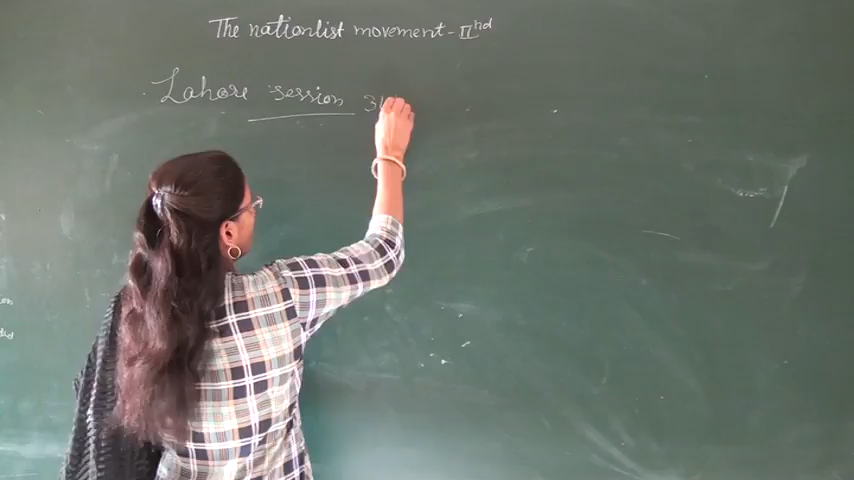 The nationlist movement - IInd
Lahore session 31